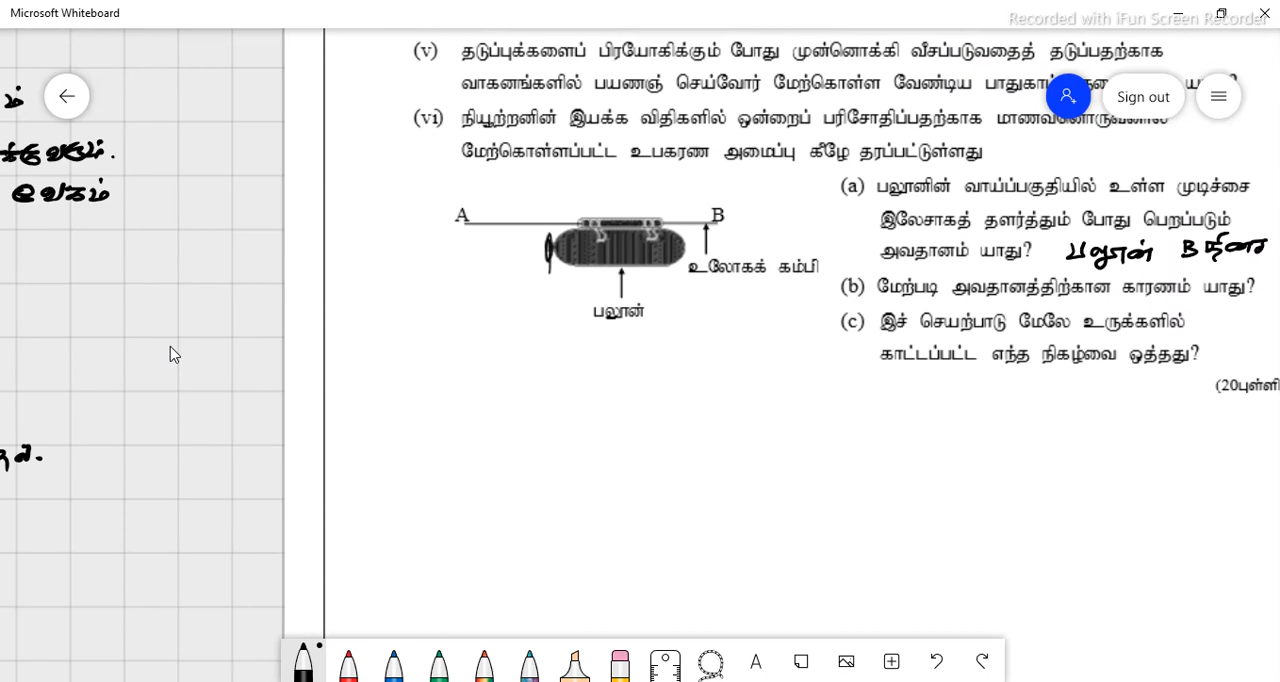 Microsoft Whiteboard
Recorded with iFun Screen Recorder
(v) தடுப்புக்களைப் பிரயோகிக்கும் போது முன்னொக்கி வீசப்படுவதைத் தடுப்பதற்காக
வாகனங்களில் பயணஞ் செய்வோர் மேற்கொள்ள வேண்டிய
Sign out
(vi) நியூற்றனின் இயக்க விதிகளில் ஒன்றைப் பரிசோதிப்பதற்காக
மேற்கொள்ளப்பட்ட உபகரண அமைப்பு கீழே தரப்பட்டுள்ளது
வேகம்
(a) பலூனின் வாய்ப்பகுதியில் உள்ள முடிச்சை
இலேசாகத் தளர்த்தும் போது பெறப்படும்
அவதானம் யாது? பலூன் B
A
B
உலோகக் கம்பி
பலூன்
(b) மேற்படி அவதானத்திற்கான காரணம் யாது?
(c) இச் செயற்பாடு மேலே உருக்களில்
காட்டப்பட்ட எந்த நிகழ்வை ஒத்தது?
(20புள்ளி